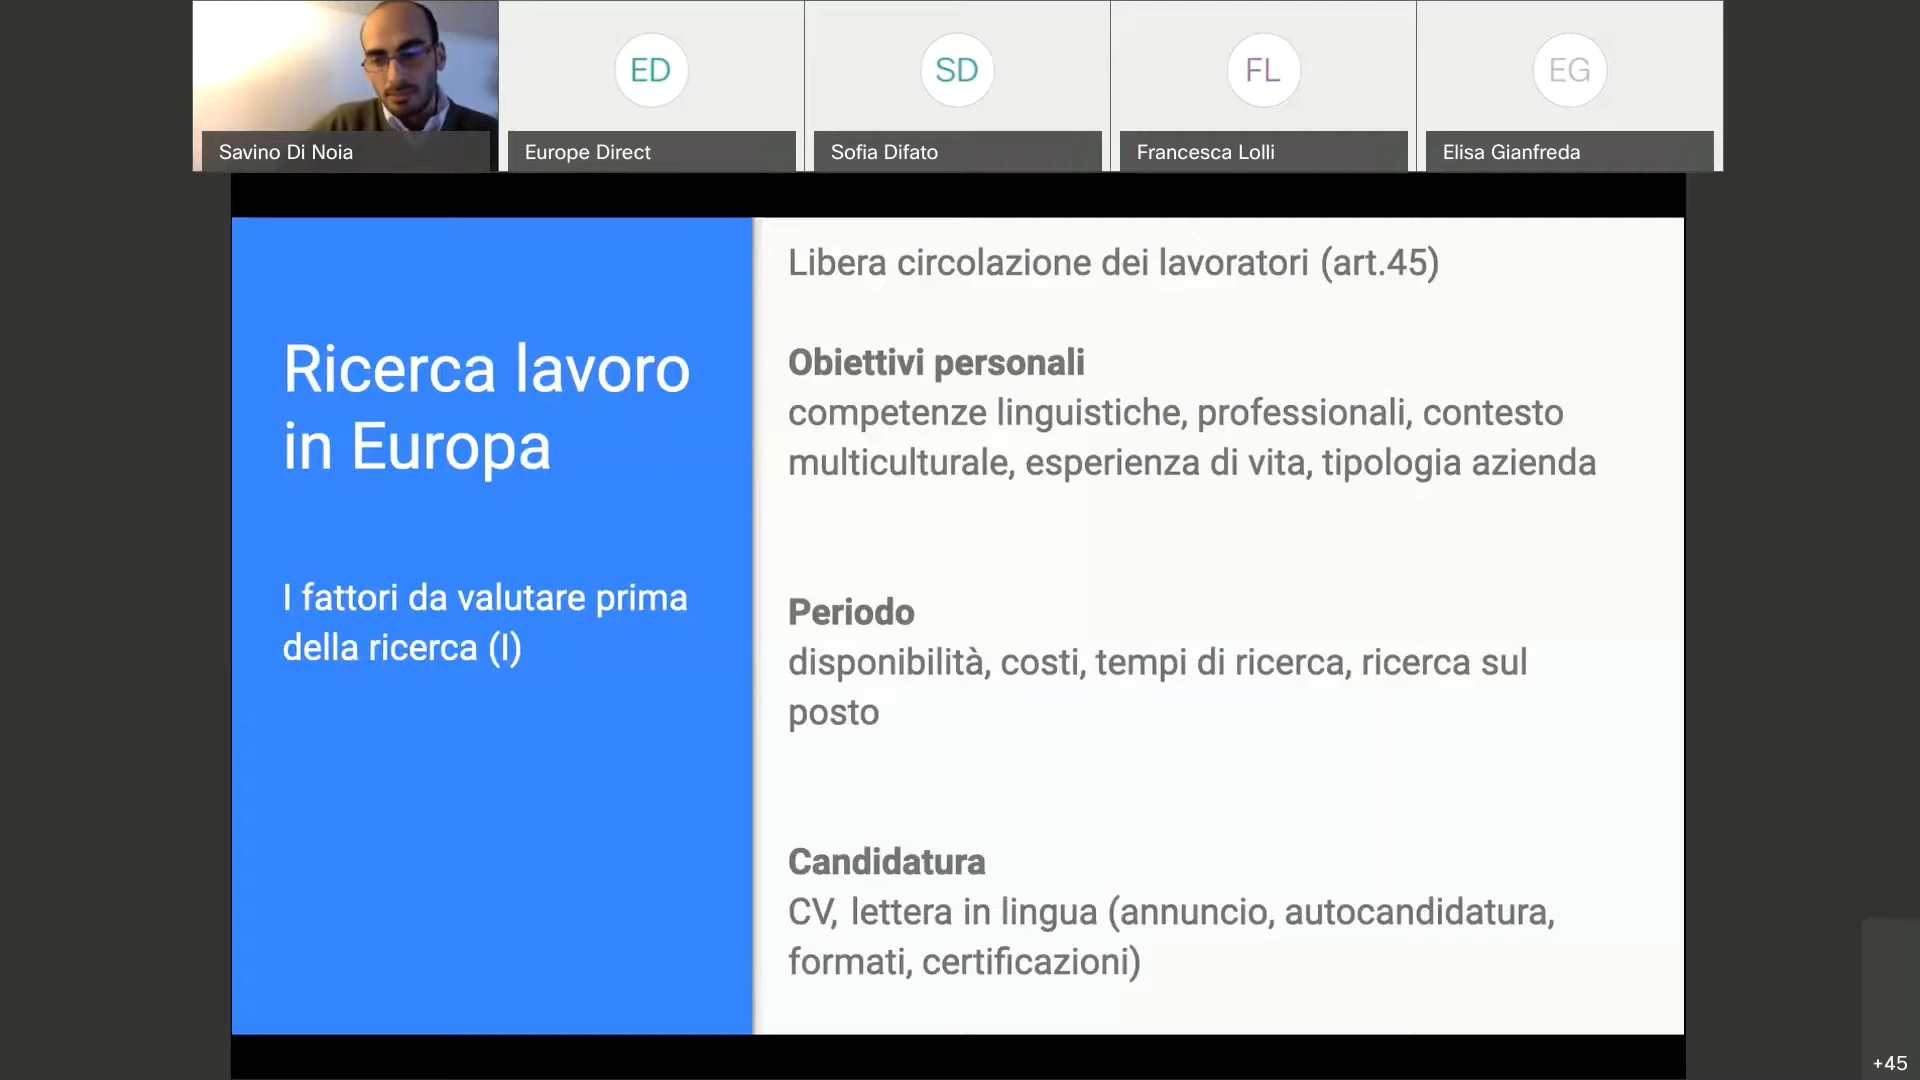 ED
SD
FL
EG
Savino Di Noia
Europe Direct
Sofia Difato
Francesca Lolli
Elisa Gianfreda
Ricerca lavoro
in Europa
I fattori da valutare prima
della ricerca (I)
Libera circolazione dei lavoratori (art.45)
Obiettivi personali
competenze linguistiche, professionali, contesto
multiculturale, esperienza di vita, tipologia azienda
Periodo
disponibilità, costi, tempi di ricerca, ricerca sul
posto
Candidatura
CV, lettera in lingua (annuncio, autocandidatura,
formati, certificazioni)
+45